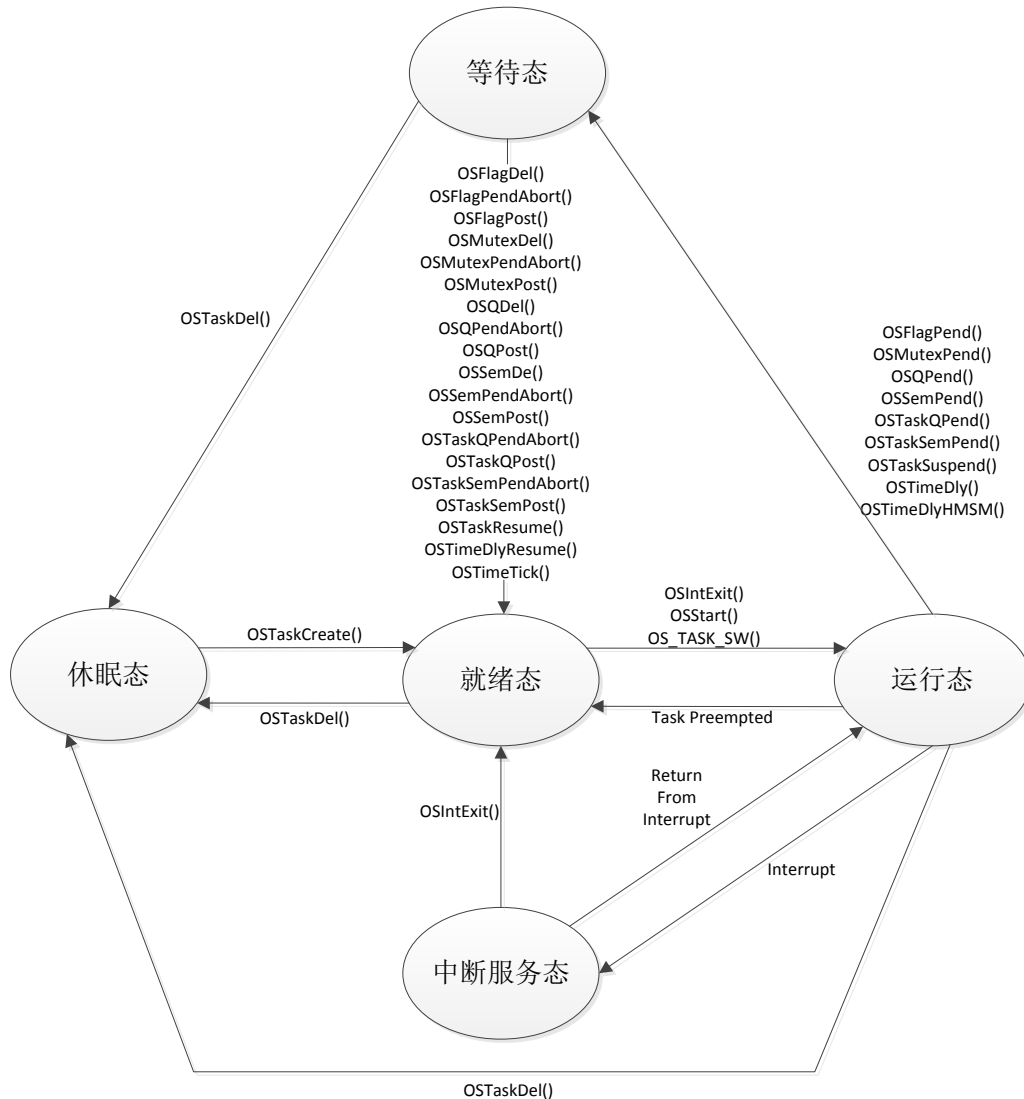 等待态
OSFlagDel()
OSFlagPendAbort()
OSFlagPost()
OSMutexDel()
OSMutexPendAbort()
OSMutexPost()
OSQDel()
OSQPendAbort()
OSQPost()
OSSemDe()
OSSemPendAbort()
OSSemPost()
OSTaskQPendAbort()
OSTaskQPost()
OSTaskSemPendAbort()
OSTaskSemPost()
OSTaskResume()
OSTimeDlyResume()
OSTimeTick()
OSTaskDel()
OSFlagPend()
OSMutexPend()
OSQPend()
OSSemPend()
OSTaskQPend()
OSTaskSemPend()
OSTaskSuspend()
OSTimeDly()
OSTimeDlyHMSM()
休眠态
OSTaskCreate()
OSTaskDel()
就绪态
OSIntExit()
OSStart()
OS_TASK_SW()
Task Preempted
运行态
OSIntExit()
Return
From
Interrupt
Interrupt
中断服务态
OSTaskDel()